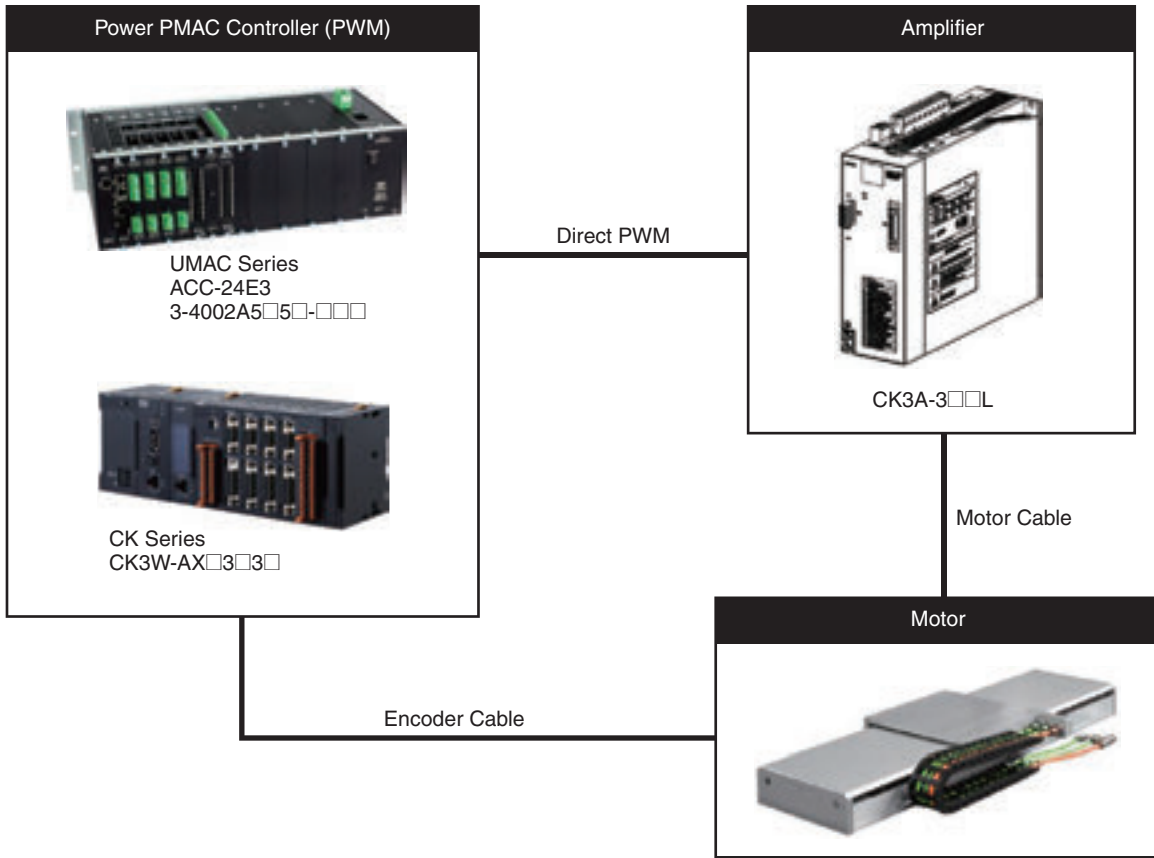 Power PMAC Controller (PWM)
UMAC Series
ACC-24E3
3-4002A5□5□-□□□
CK Series
CK3W-AX□3□3□
Direct PWM
Amplifier
CK3A-3□□L
Motor Cable
Encoder Cable
Motor